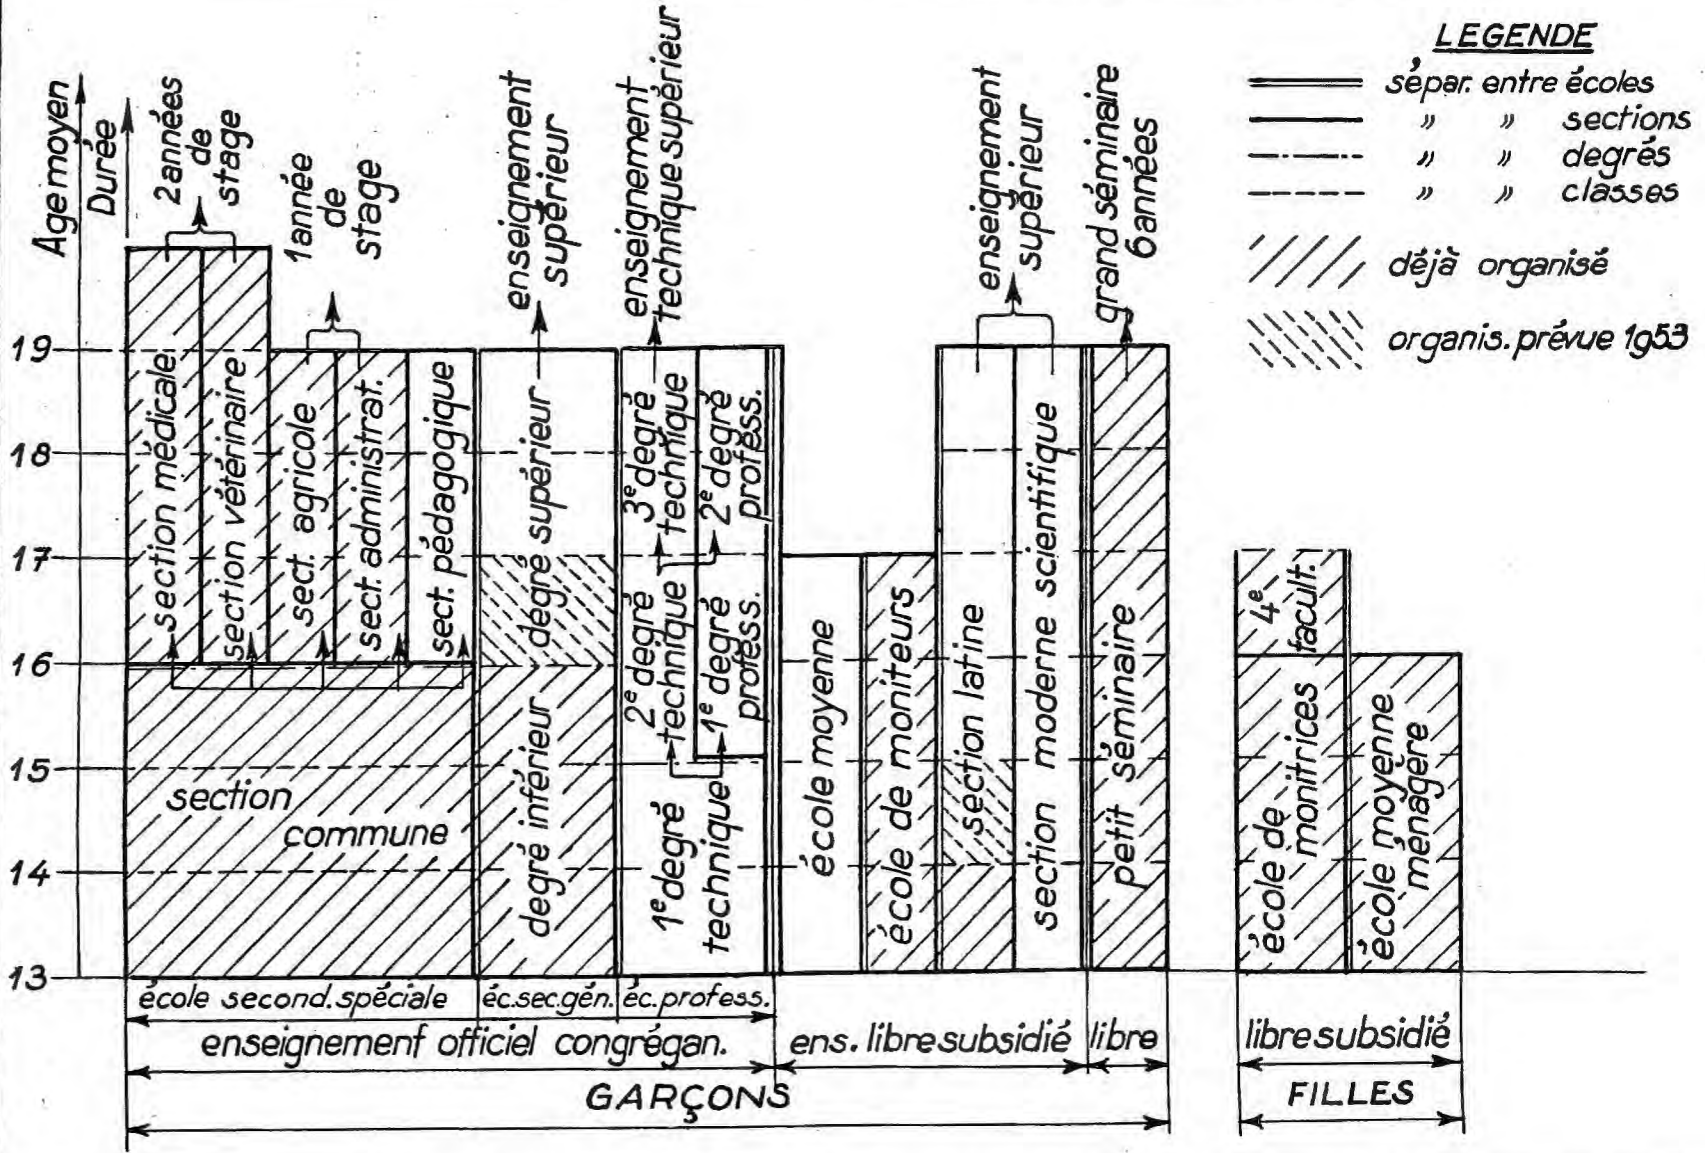 LEGENDE
sépar. entre écoles
" " sections
" " degrés
" " classes
déjà organisé
organis. prévue 1953
Age moyen
Durée
2 années
de
stage
1 année
de
stage
enseignement
supérieur
enseignement
technique supérieur
enseignement
supérieur
grand séminaire
6 années
19
18
17
16
15
14
13
section médicale
section vétérinaire
sect. agricole
sect. administrat.
sect. pédagogique
section
commune
degré supérieur
degré inférieur
3e degré
technique
2e degré
profess.
2e degré
technique
1e degré
profess.
1e degré
technique
école moyenne
école de moniteurs
section latine
section moderne scientifique
petit séminaire
4e
facult.
école de
monitrices
école moyenne
ménagère
école second. spéciale
éc. sec. gén.
éc. profess.
enseignement officiel congrégan.
ens. libre subsidié
libre
libre subsidié
GARÇONS
FILLES